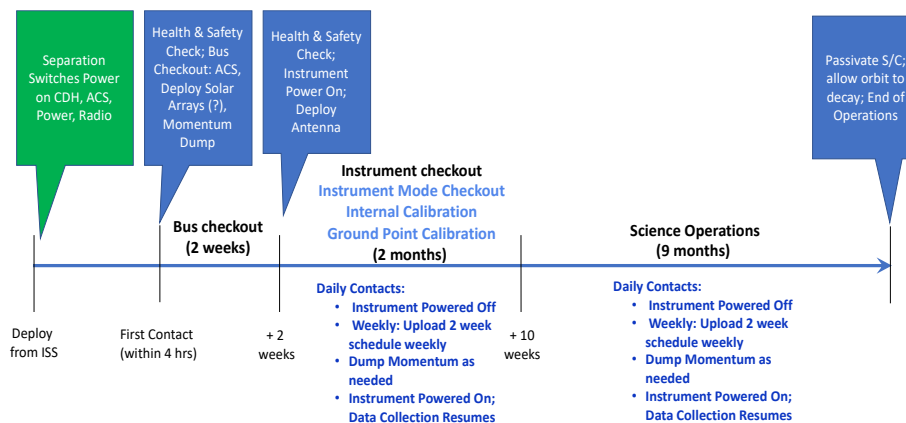 Separation
Switches Power
on CDH, ACS,
Power, Radio
Health & Safety
Check; Bus
Checkout: ACS,
Deploy Solar
Arrays (?),
Momentum
Dump
Health & Safety
Check;
Instrument
Power On;
Deploy
Antenna
Passivate S/C;
allow orbit to
decay; End of
Operations
Bus checkout
(2 weeks)
Instrument checkout
Instrument Mode Checkout
Internal Calibration
Ground Point Calibration
(2 months)
Science Operations
(9 months)
Deploy
from ISS
First Contact
(within 4 hrs)
+ 2
weeks
Daily Contacts:
• Instrument Powered Off
• Weekly: Upload 2 week
schedule weekly
• Dump Momentum as
needed
• Instrument Powered On;
Data Collection Resumes
+ 10
weeks
Daily Contacts:
• Instrument Powered Off
• Weekly: Upload 2 week
schedule weekly
• Dump Momentum as
needed
• Instrument Powered On;
Data Collection Resumes